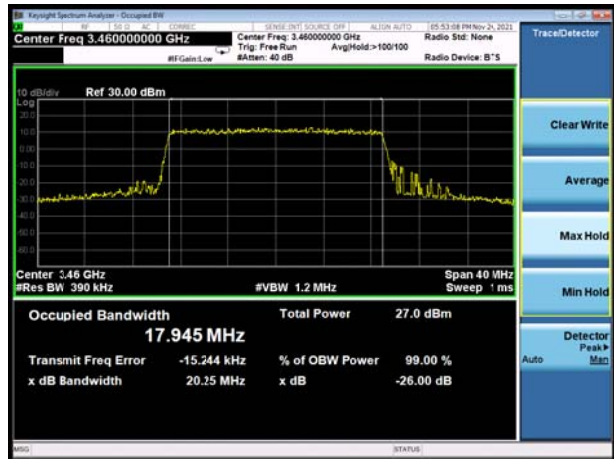 Keysight Spectrum Analyzer - Occupied BW
RF 50 Ω AC CORREC SENSE:INT SOURCE OFF ALIGN AUTO 05:53:08 PM Nov 24, 2021
Center Freq 3.460000000 GHz Center Freq: 3.460000000 GHz Radio Std: None Trace/Detector
Trig: Free Run Avg|Hold:>100/100
#IFGain:Low #Atten: 40 dB Radio Device: BTS
10 dB/div Ref 30.00 dBm
Log
20.0
10.0
0.00
-10.0
-20.0
-30.0
-40.0
-50.0
-60.0
Clear Write
Average
Max Hold
Min Hold
Center 3.46 GHz Span 40 MHz
#Res BW 390 kHz #VBW 1.2 MHz Sweep 1 ms
Occupied Bandwidth Total Power 27.0 dBm
17.945 MHz
Transmit Freq Error -15.244 kHz % of OBW Power 99.00 %
x dB Bandwidth 20.25 MHz x dB -26.00 dB
Detector
Peak▶
Auto Man
MSG STATUS